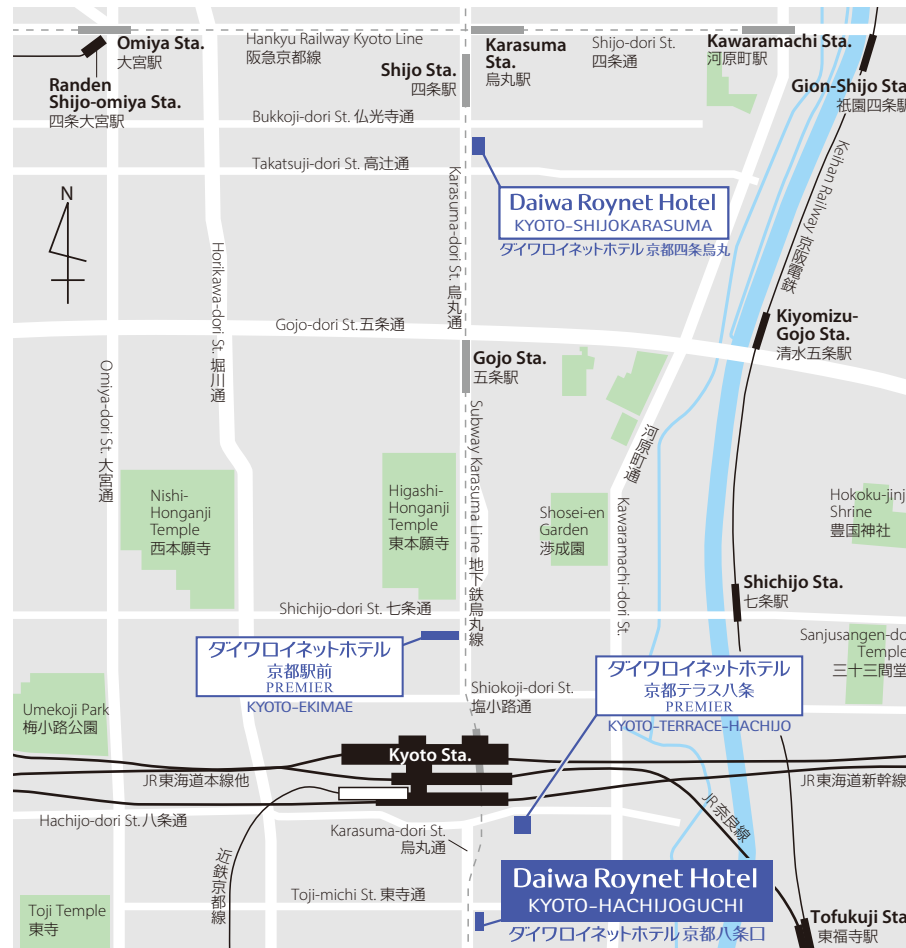 Omiya Sta.
大宮駅
Hankyu Railway Kyoto Line
阪急京都線
Karasuma
Sta.
烏丸駅
Shijo-dori St.
四条通
Kawaramachi Sta.
河原町駅
Randen
Shijo-omiya Sta.
四条大宮駅
Shijo Sta.
四条駅
Gion-Shijo Sta
祇園四条駅
Bukkoji-dori St. 仏光寺通
Takatsuji-dori St. 高辻通
N
Karasuma-dori St. 烏丸通
Keihan Railway 京阪電鉄
Daiwa Roynet Hotel
KYOTO-SHIJOKARASUMA
ダイワロイネットホテル 京都四条烏丸
Horikawa-dori St. 堀川通
Gojo-dori St. 五条通
Kiyomizu-
Gojo Sta.
清水五条駅
Gojo Sta.
五条駅
Omiya-dori St. 大宮通
Subway Karasuma Line 地下鉄烏丸線
河原町通
Kawaramachi-dori St.
Nishi-
Honganji
Temple
西本願寺
Higashi-
Honganji
Temple
東本願寺
Shosei-en
Garden
渉成園
Hokoku-jinj
Shrine
豊国神社
Shichijo Sta.
七条駅
Shichijo-dori St. 七条通
Sanjusangen-do
Temple
三十三間堂
ダイワロイネットホテル
京都駅前
PREMIER
KYOTO-EKIMAE
ダイワロイネットホテル
京都テラス八条
PREMIER
KYOTO-TERRACE-HACHIJO
Shiokoji-dori St.
塩小路通
Umekoji Park
梅小路公園
Kyoto Sta.
JR東海道本線他
JR東海道新幹線
Hachijo-dori St. 八条通
Karasuma-dori St.
烏丸通
JR奈良線
近鉄京都線
Toji-michi St. 東寺通
Toji Temple
東寺
Daiwa Roynet Hotel
KYOTO-HACHIJOGUCHI
ダイワロイネットホテル 京都八条口
Tofukuji Sta
東福寺駅